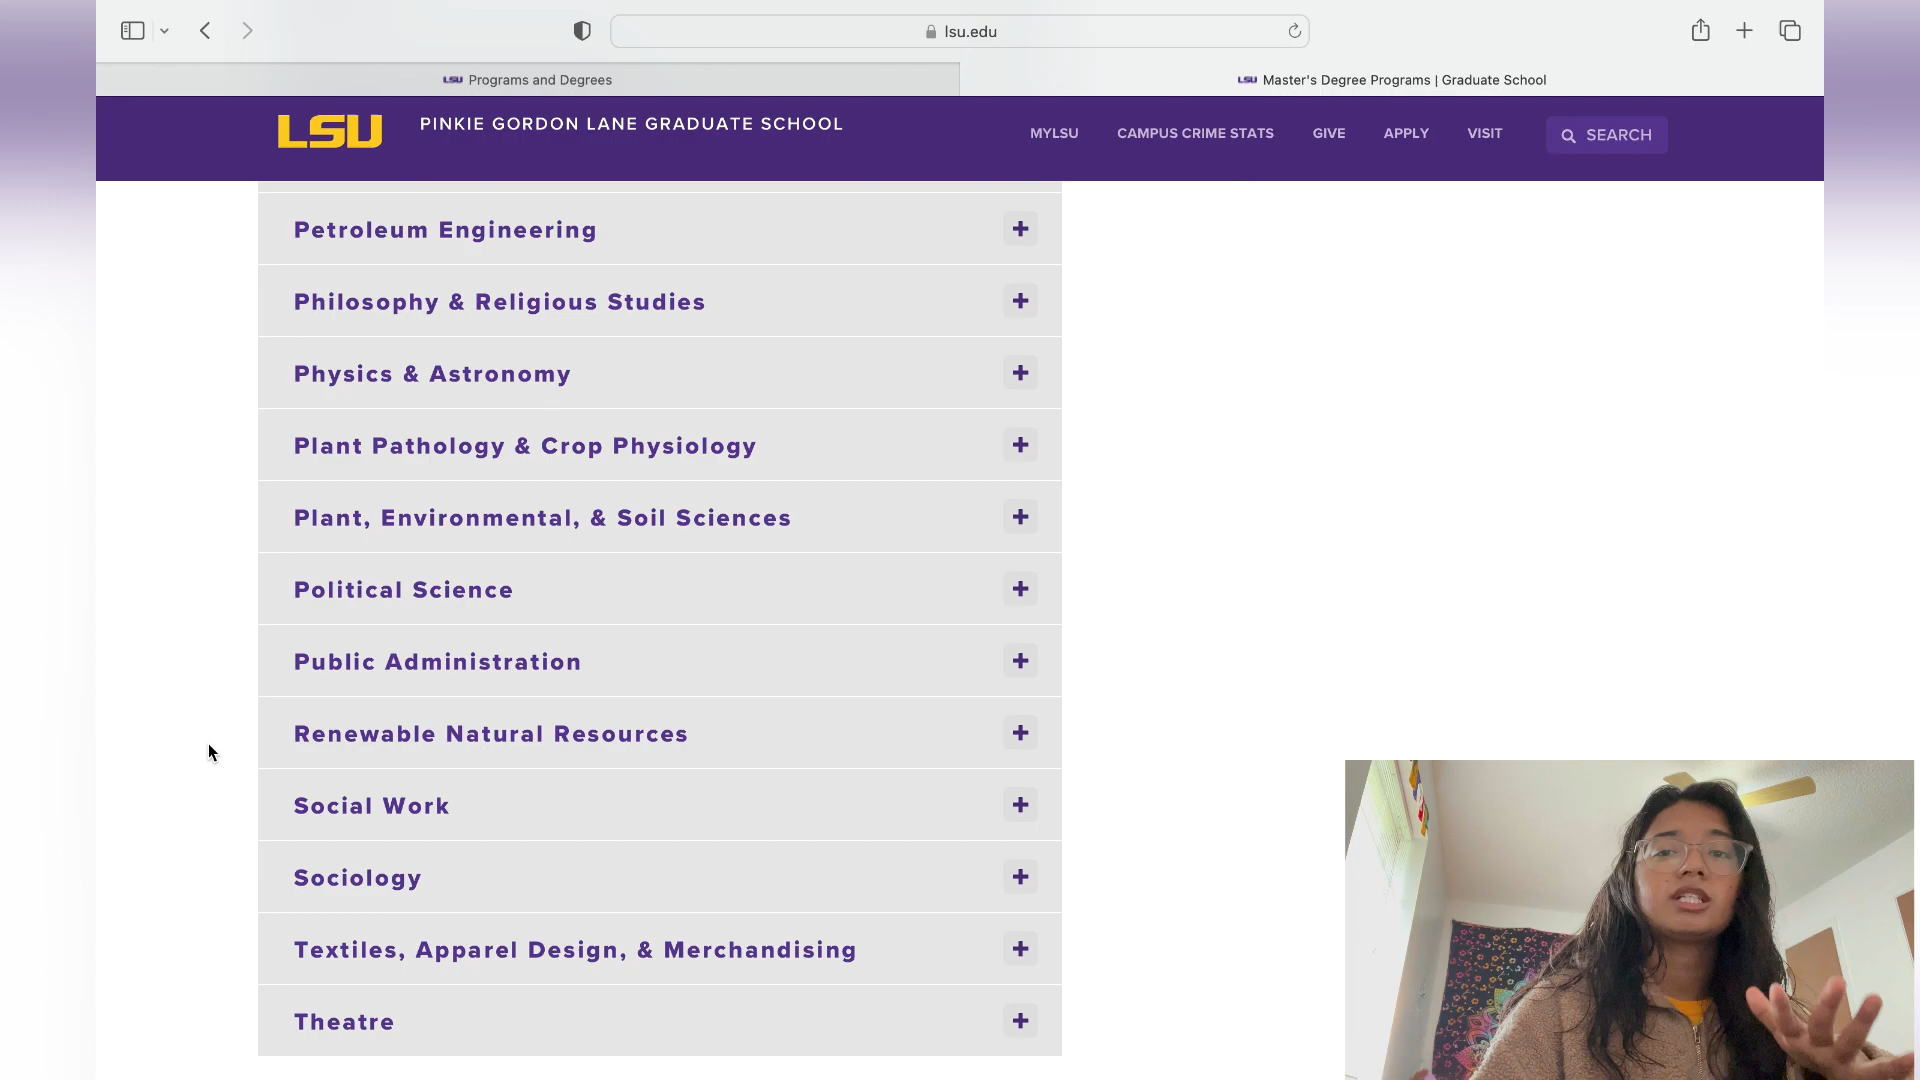 lsu.edu
LSU Programs and Degrees
LSU Master's Degree Programs | Graduate School
LSU
PINKIE GORDON LANE GRADUATE SCHOOL
MYLSU
CAMPUS CRIME STATS
GIVE
APPLY
VISIT
SEARCH
Petroleum Engineering
Philosophy & Religious Studies
Physics & Astronomy
Plant Pathology & Crop Physiology
Plant, Environmental, & Soil Sciences
Political Science
Public Administration
Renewable Natural Resources
Social Work
Sociology
Textiles, Apparel Design, & Merchandising
Theatre